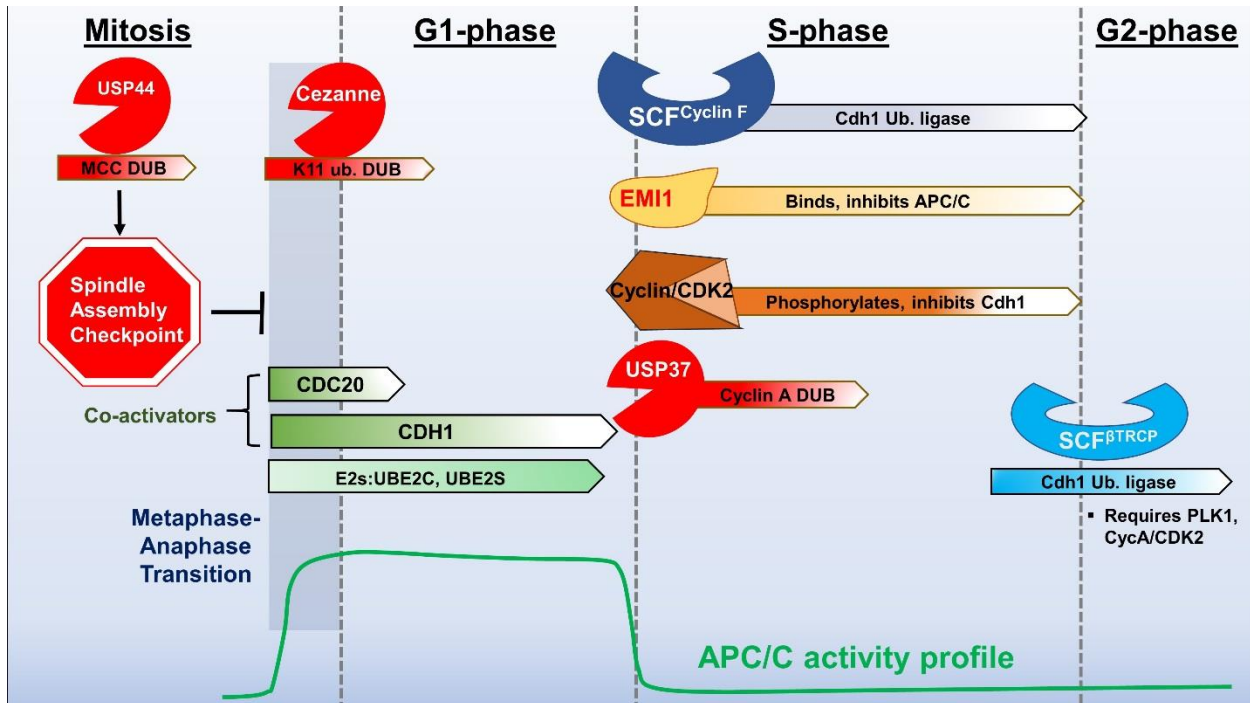 Mitosis
G1-phase
S-phase
G2-phase
USP44
MCC DUB
Cezanne
K11 ub. DUB
SCFCyclin F
Cdh1 Ub. ligase
EMI1
Binds, inhibits APC/C
Cyclin/CDK2
Phosphorylates, inhibits Cdh1
Spindle
Assembly
Checkpoint
USP37
Cyclin A DUB
Co-activators
CDC20
CDH1
E2s:UBE2C, UBE2S
SCFβTRCP
Cdh1 Ub. ligase
▪ Requires PLK1,
CycA/CDK2
Metaphase-
Anaphase
Transition
APC/C activity profile